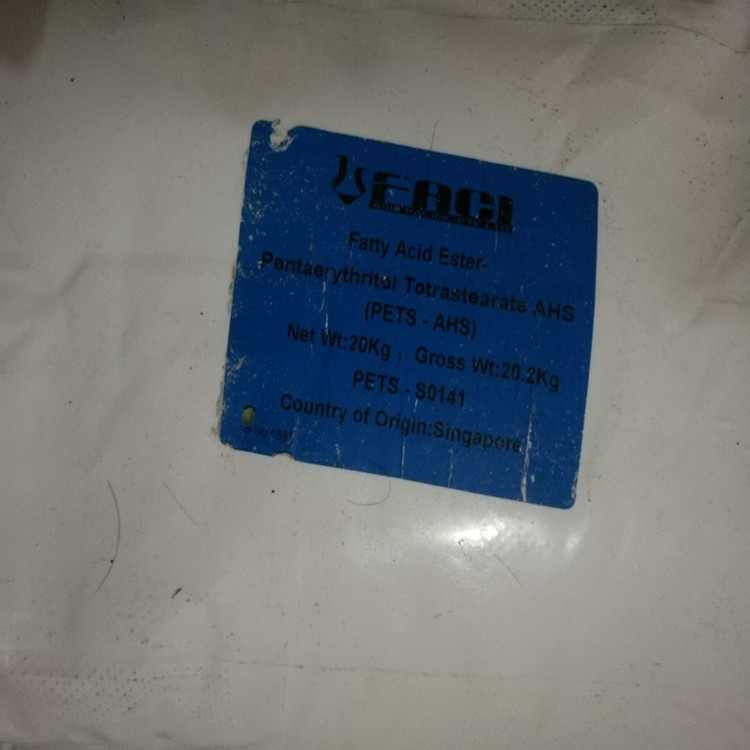 FACI
Fatty Acid Ester-
Pentaerythritol Totrastearate AHS
(PETS - AHS)
Net Wt:20Kg ; Gross Wt:20.2Kg
PETS - S0141
Country of Origin:Singapore